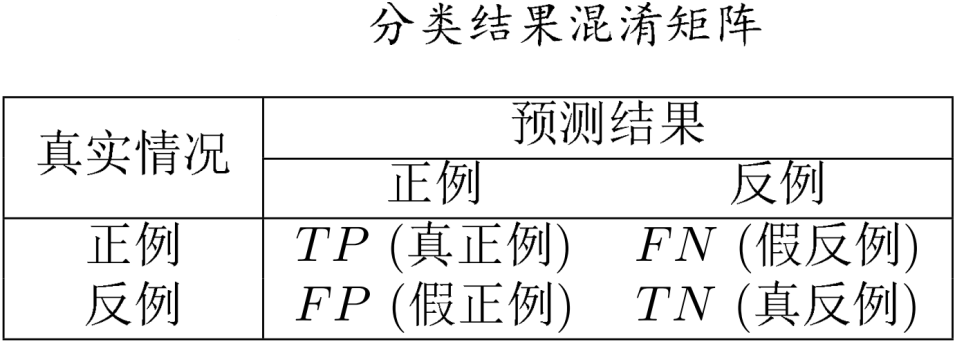 分类结果混淆矩阵
真实情况 预测结果
正例 反例
正例 TP (真正例) FN (假反例)
反例 FP (假正例) TN (真反例)